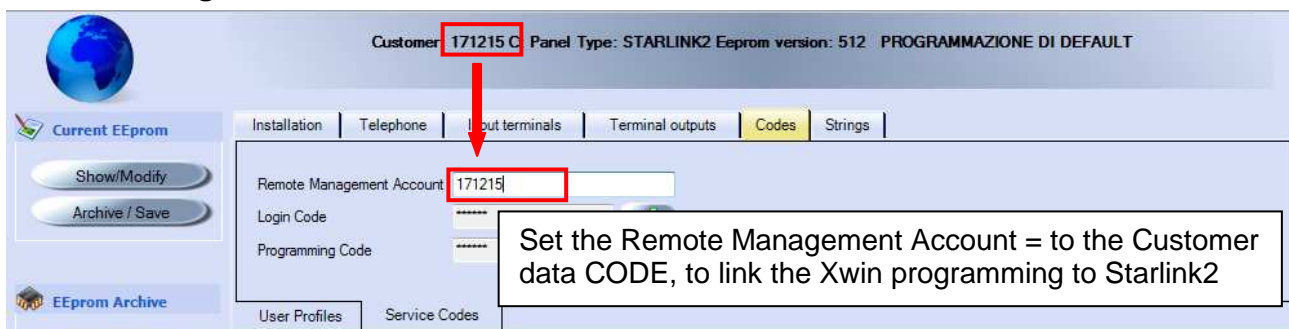 Customer 171215 C Panel Type: STARLINK2 Eeprom version: 512 PROGRAMMAZIONE DI DEFAULT
Current EEprom
Installation Telephone terminals Terminal outputs Codes Strings
Show/Modify
Archive / Save
Remote Management Account 171215
Login Code ******
Programming Code ******
Set the Remote Management Account = to the Customer
data CODE, to link the Xwin programming to Starlink2
EEprom Archive
User Profiles Service Codes